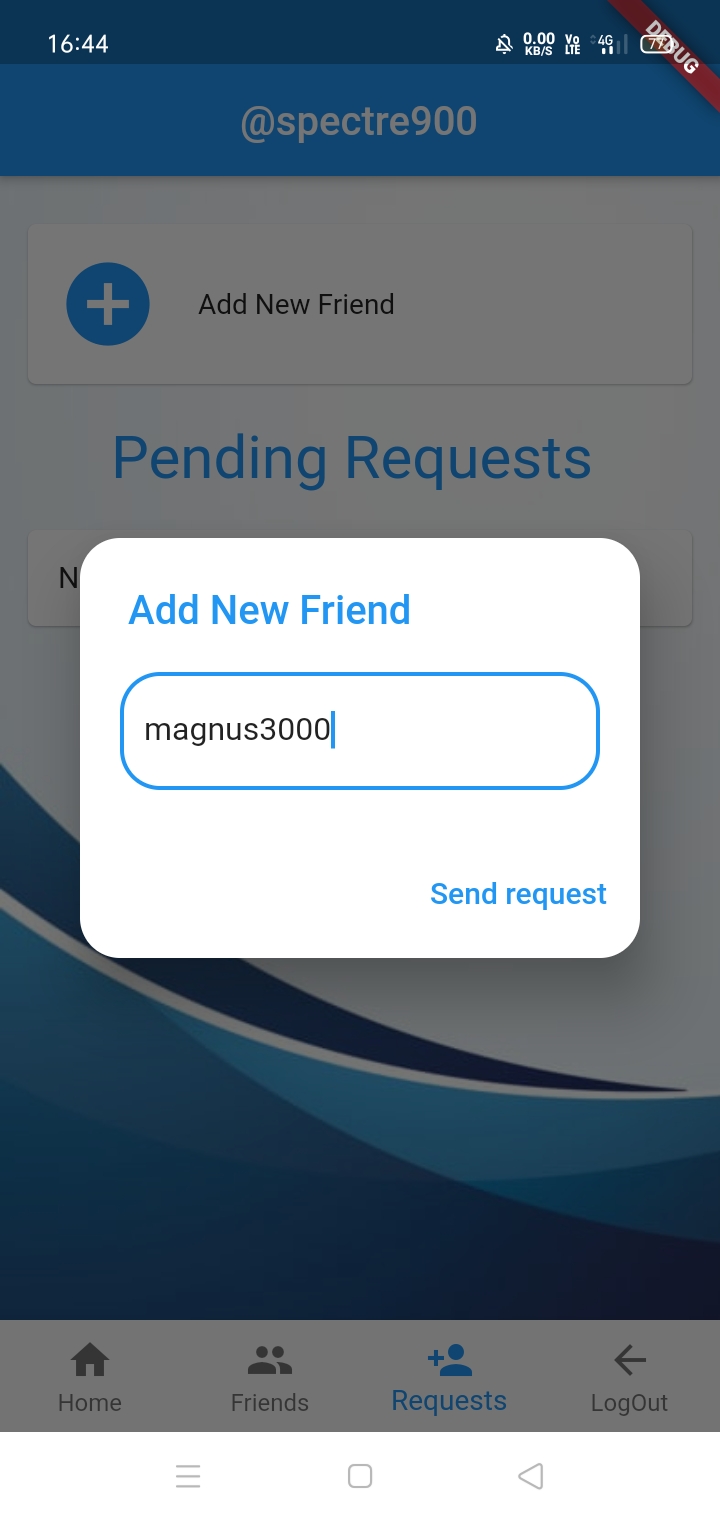 16:44
0.00 KB/S
Vo LTE
4G
DEBUG
@spectre900
Add New Friend
Pending Requests
N
Add New Friend
magnus3000
Send request
Home Friends Requests LogOut